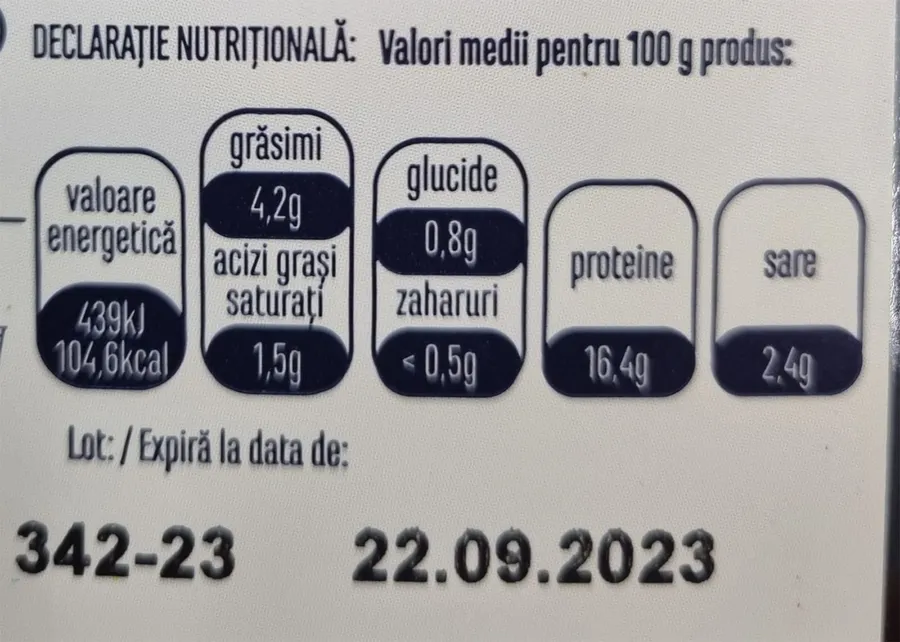 DECLARAȚIE NUTRIȚIONALĂ: Valori medii pentru 100 g produs:
valoare
energetică
439kJ
104,6kcal
grăsimi
4,2g
acizi grași
saturați
1,5g
glucide
0,8g
zaharuri
< 0,5g
proteine
16,4g
sare
2,4g
Lot: / Expiră la data de:
342-23 22.09.2023